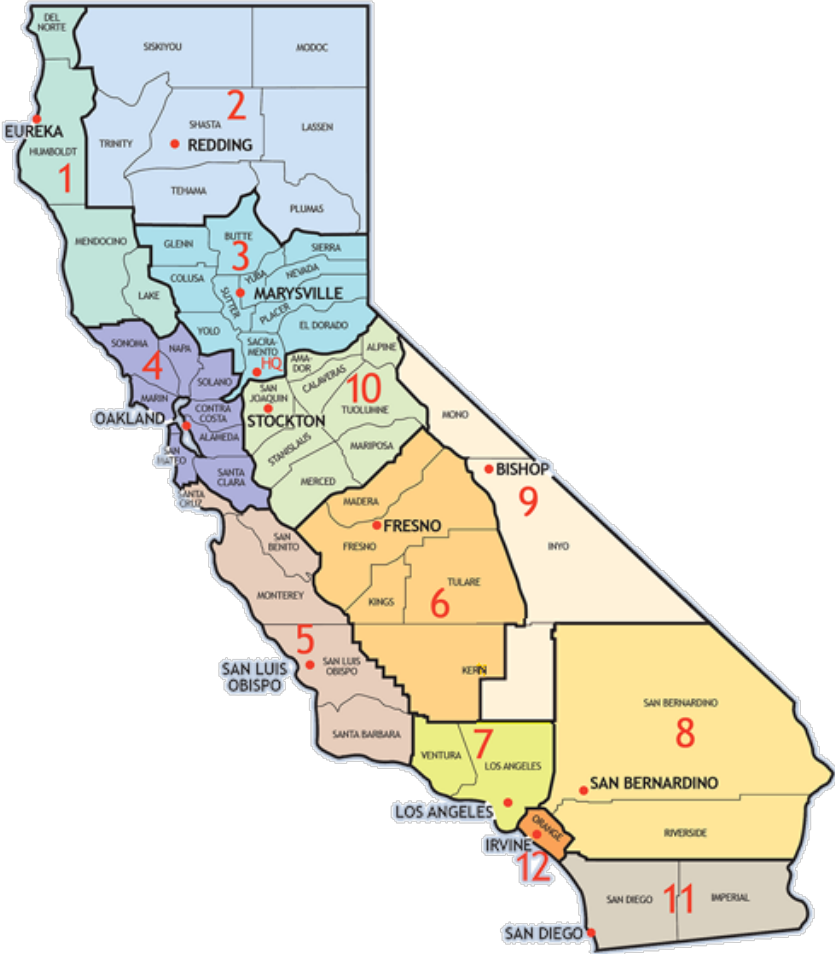 DEL
NORTE
SISKIYOU
MODOC
2
SHASTA
LASSEN
EUREKA
TRINITY
REDDING
HUMBOLDT
1
TEHAMA
PLUMAS
MENDOCINO
GLENN
BUTTE
3
SIERRA
COLUSA
YUBA
NEVADA
LAKE
SUTTER
MARYSVILLE
PLACER
YOLO
EL DORADO
SONOMA
NAPA
SACRA-
MENTO
HQ
ALPINE
4
AMA-
DOR
SOLANO
CALAVERAS
10
MARIN
SAN
JOAQUIN
TUOLUMNE
OAKLAND
CONTRA
COSTA
STOCKTON
MONO
ALAMEDA
STANISLAUS
MARIPOSA
SAN
MATEO
SANTA
CLARA
MERCED
BISHOP
9
SANTA
CRUZ
MADERA
FRESNO
SAN
BENITO
FRESNO
INYO
TULARE
MONTEREY
KINGS
6
5
SAN LUIS
OBISPO
SAN LUIS
OBISPO
KERN
SAN BERNARDINO
SANTA BARBARA
7
8
VENTURA
LOS ANGELES
SAN BERNARDINO
LOS ANGELES
ORANGE
RIVERSIDE
IRVINE
12
SAN DIEGO
11
IMPERIAL
SAN DIEGO